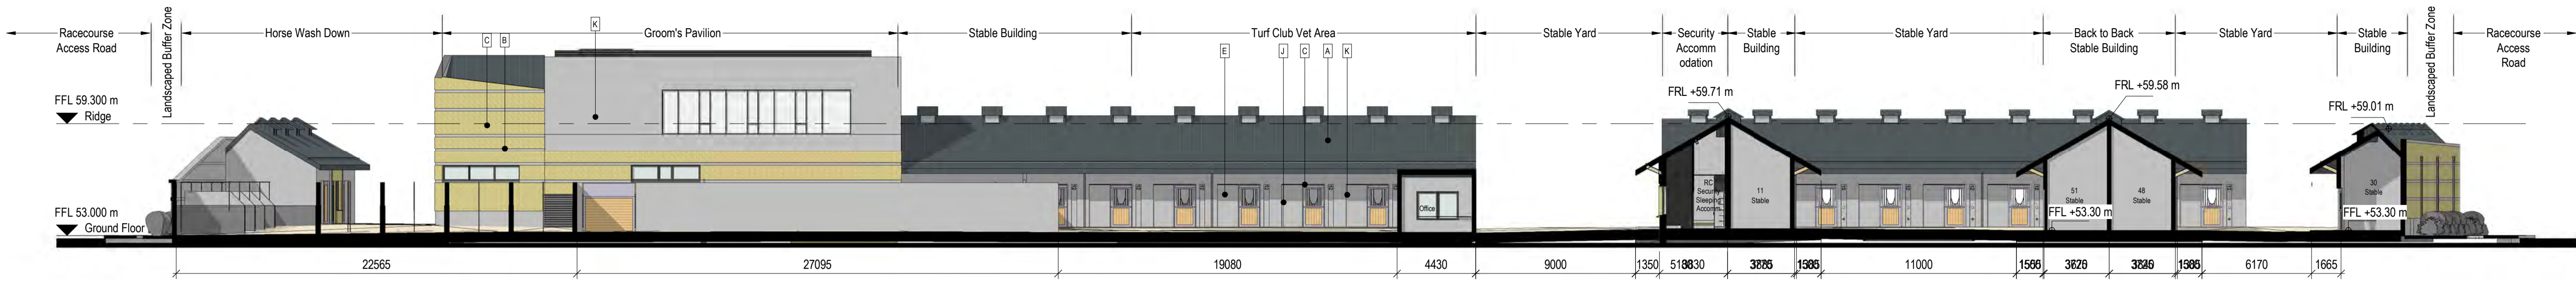 Racecourse
Access Road
Landscaped Buffer Zone
Horse Wash Down
Groom's Pavilion
Stable Building
Turf Club Vet Area
Stable Yard
Security
Accomm
odation
Stable
Building
Stable Yard
Back to Back
Stable Building
Stable Yard
Stable
Building
Landscaped Buffer Zone
Racecourse
Access
Road
C
B
K
E
J
C
A
K
FFL 59.300 m
Ridge
FRL +59.71 m
FRL +59.58 m
FRL +59.01 m
FFL 53.000 m
Ground Floor
Office
RC
Security
Sleeping
Accomm.
11
Stable
51
Stable
48
Stable
30
Stable
FFL +53.30 m
FFL +53.30 m
22565
27095
19080
4430
9000
1350
11000
6170
1665